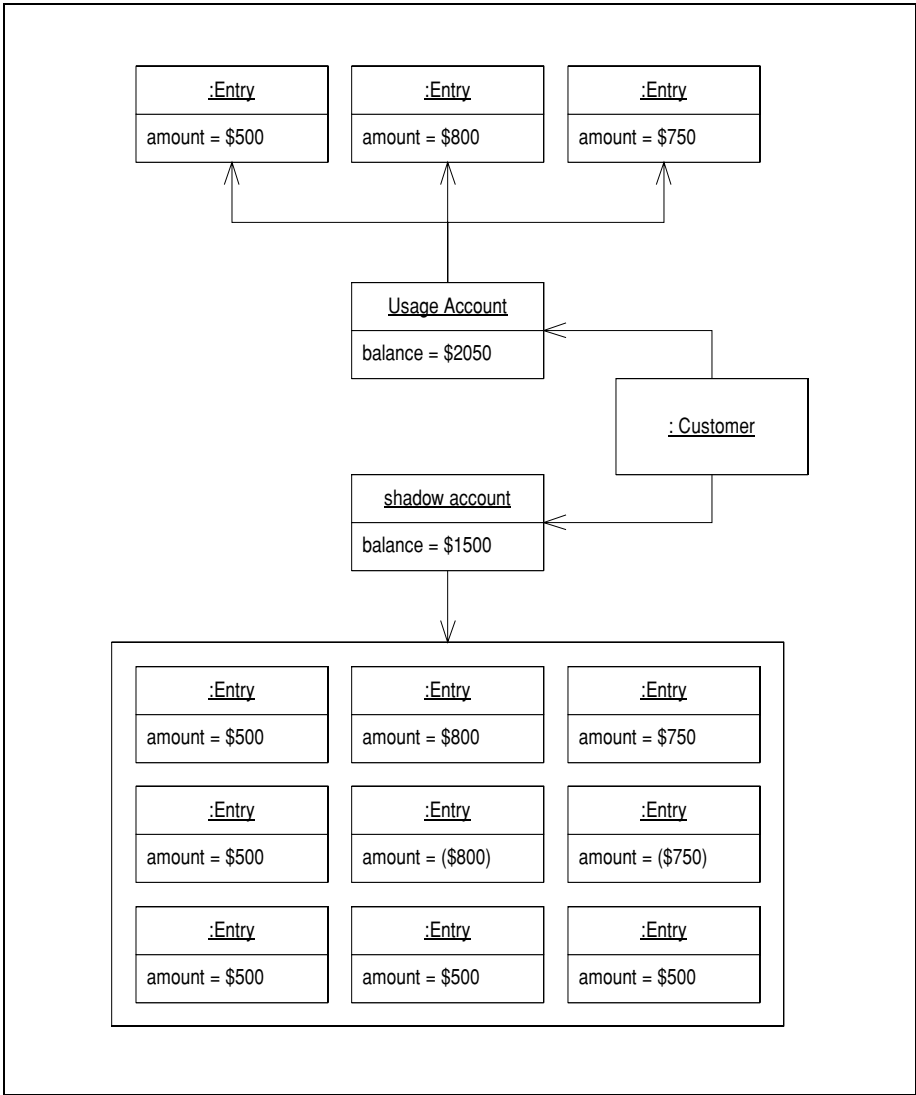 :Entry :Entry :Entry
amount = $500 amount = $800 amount = $750
Usage Account
balance = $2050
: Customer
shadow account
balance = $1500
:Entry :Entry :Entry
amount = $500 amount = $800 amount = $750
:Entry :Entry :Entry
amount = $500 amount = ($800) amount = ($750)
:Entry :Entry :Entry
amount = $500 amount = $500 amount = $500